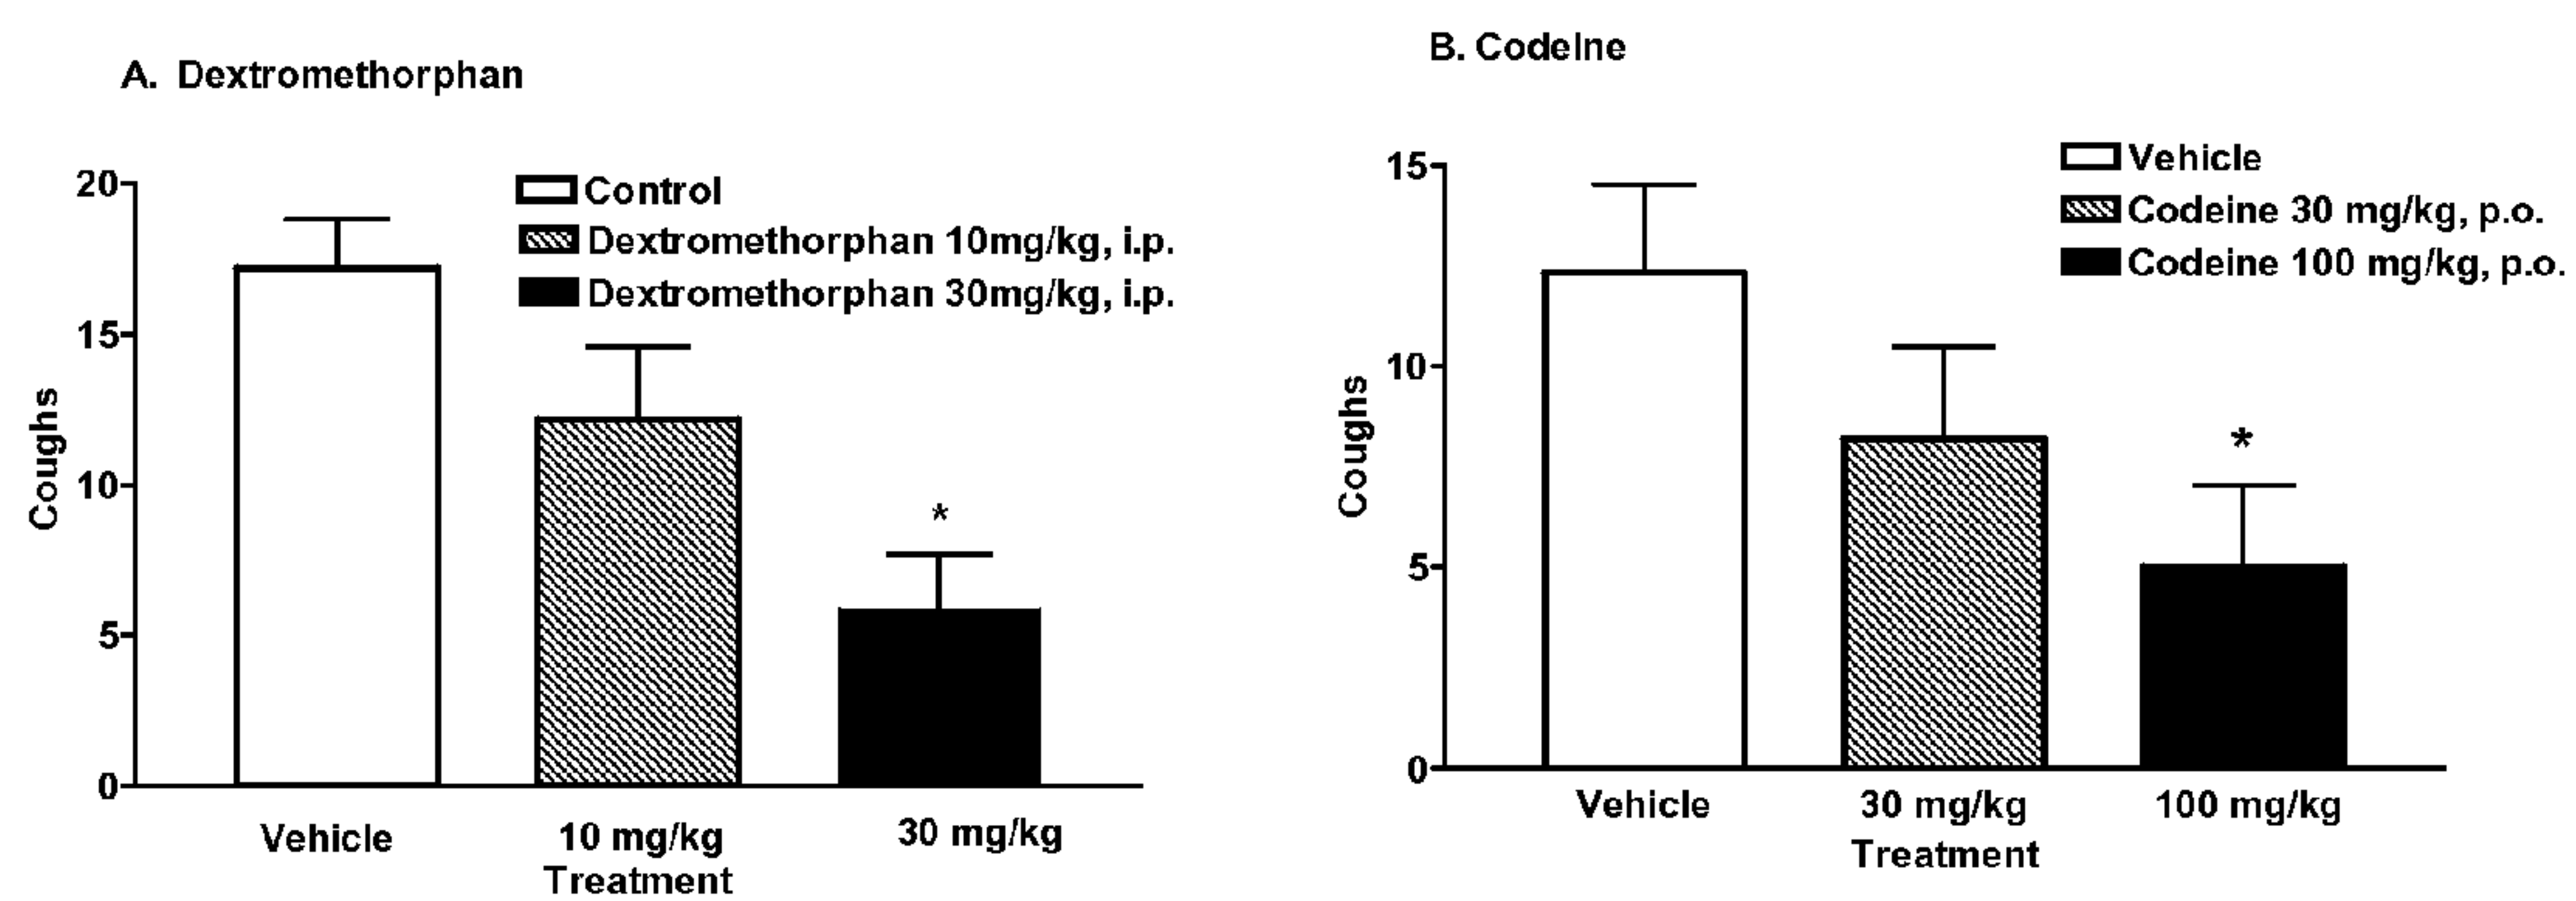 A. Dextromethorphan
20
15
10
5
0
Coughs
Control
Dextromethorphan 10mg/kg, i.p.
Dextromethorphan 30mg/kg, i.p.
*
Vehicle
10 mg/kg
30 mg/kg
Treatment
B. Codelne
15
10
5
0
Coughs
Vehicle
Codeine 30 mg/kg, p.o.
Codeine 100 mg/kg, p.o.
*
Vehicle
30 mg/kg
100 mg/kg
Treatment